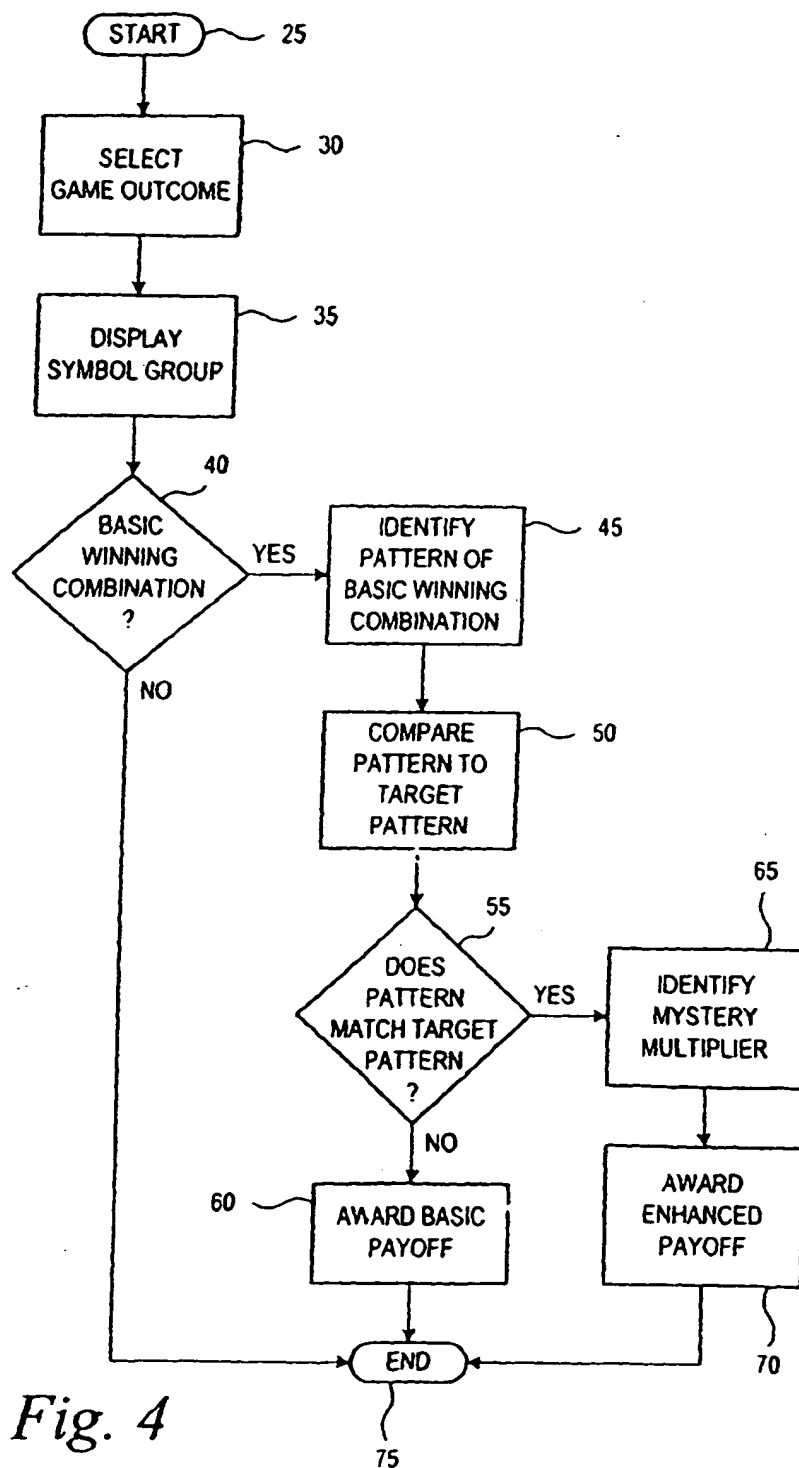 START
25
SELECT
GAME OUTCOME
30
DISPLAY
SYMBOL GROUP
35
40
BASIC
WINNING
COMBINATION
?
YES
NO
IDENTIFY
PATTERN OF
BASIC WINNING
COMBINATION
45
COMPARE
PATTERN TO
TARGET
PATTERN
50
55
DOES
PATTERN
MATCH TARGET
PATTERN
?
YES
NO
65
IDENTIFY
MYSTERY
MULTIPLIER
60
AWARD BASIC
PAYOFF
AWARD
ENHANCED
PAYOFF
70
END
75
Fig. 4